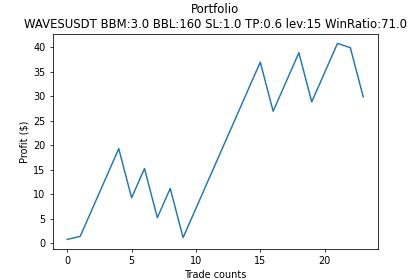 Portfolio
WAVESUSDT BBM:3.0 BBL:160 SL:1.0 TP:0.6 lev:15 WinRatio:71.0
40
35
30
25
20
15
10
5
0
Profit ($)
0 5 10 15 20
Trade counts